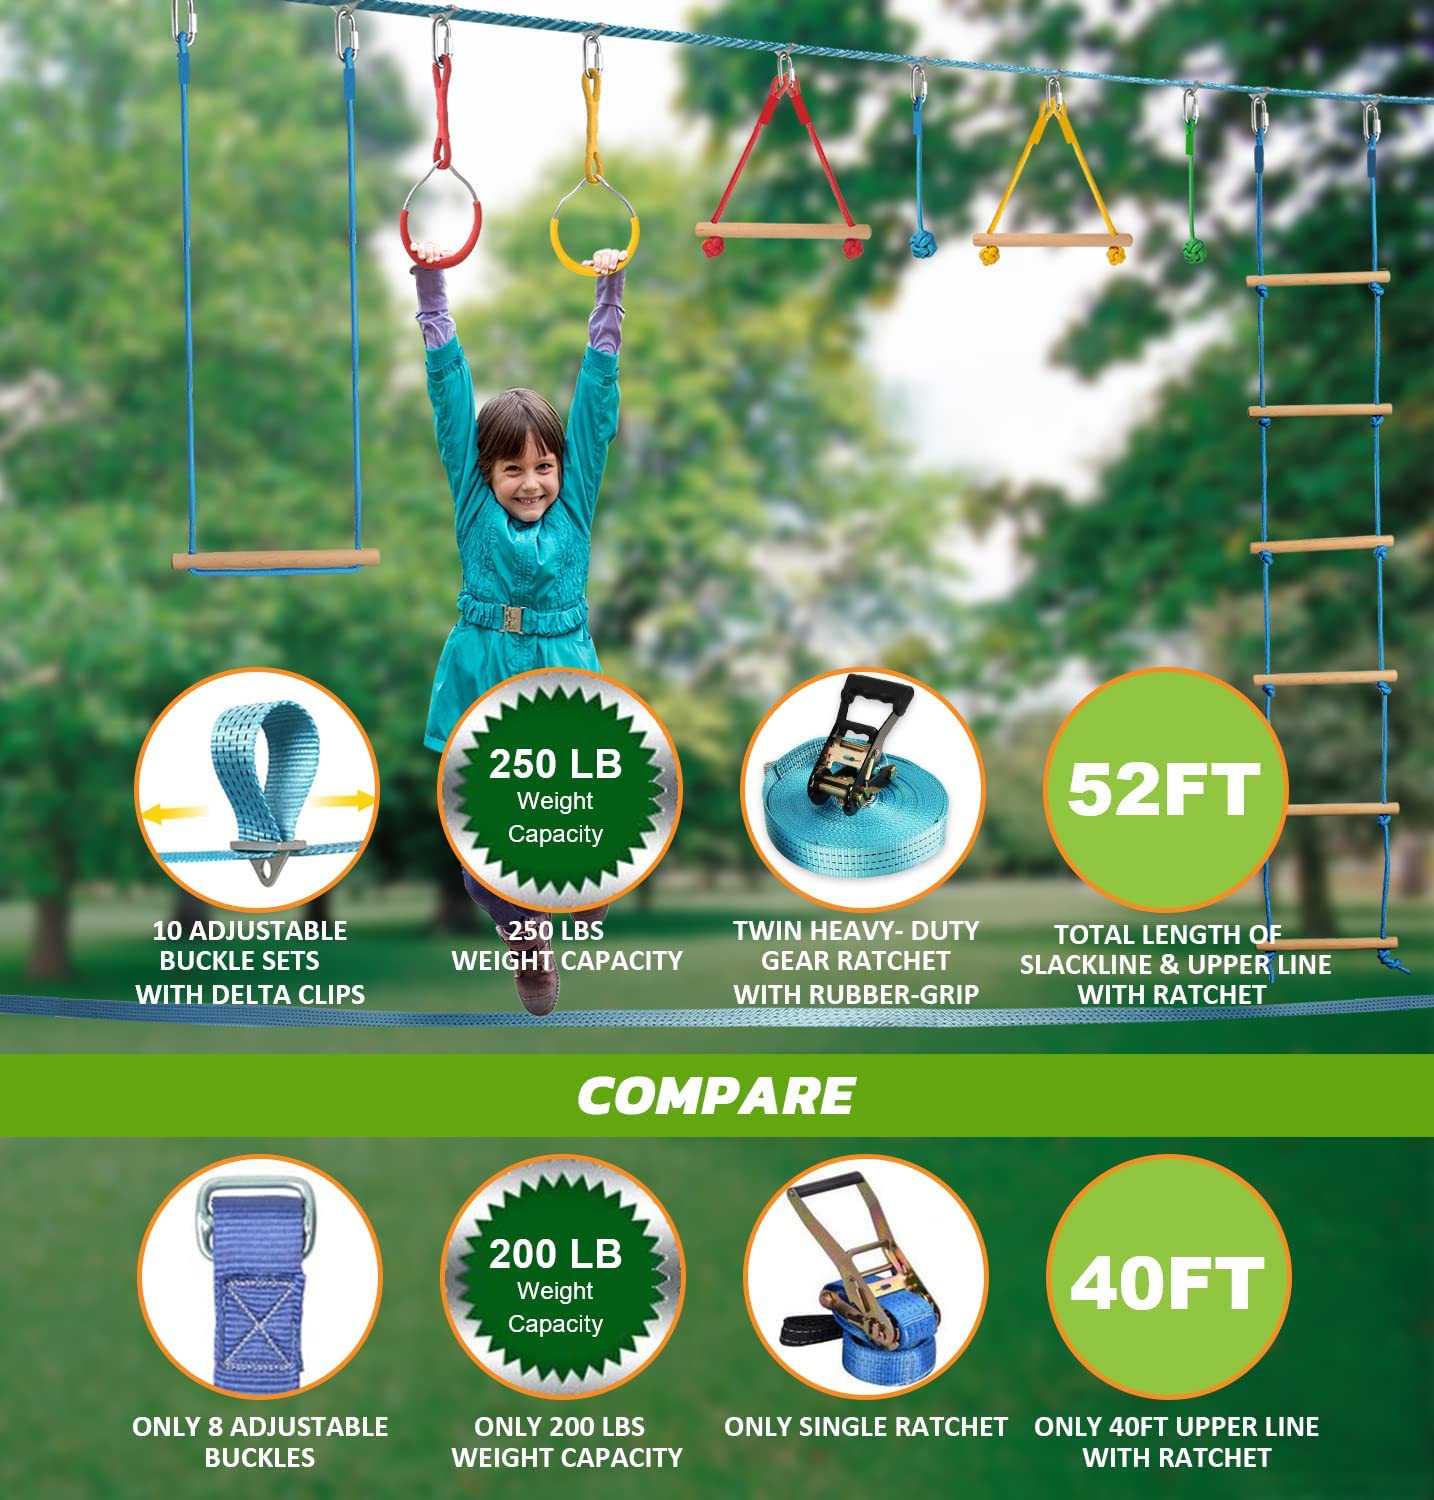 250 LB
Weight
Capacity
52FT
10 ADJUSTABLE
BUCKLE SETS
WITH DELTA CLIPS
250 LBS
WEIGHT CAPACITY
TWIN HEAVY- DUTY
GEAR RATCHET
WITH RUBBER-GRIP
TOTAL LENGTH OF
SLACKLINE & UPPER LINE
WITH RATCHET
COMPARE
200 LB
Weight
Capacity
40FT
ONLY 8 ADJUSTABLE
BUCKLES
ONLY 200 LBS
WEIGHT CAPACITY
ONLY SINGLE RATCHET
ONLY 40FT UPPER LINE
WITH RATCHET